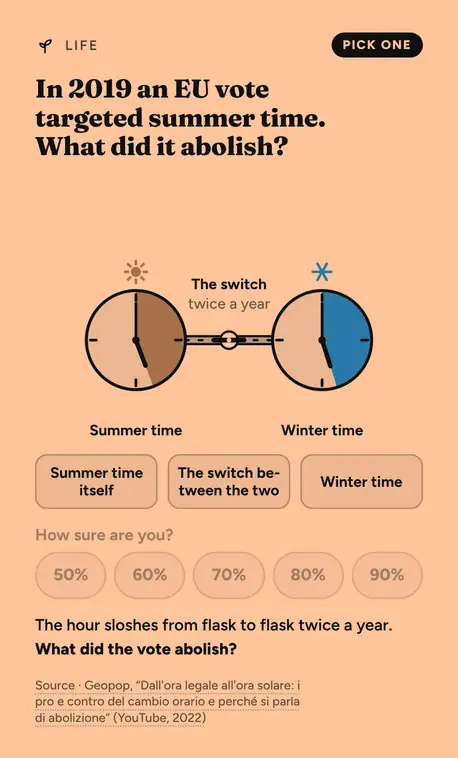 LIFE
PICK ONE
In 2019 an EU vote
targeted summer time.
What did it abolish?
The switch
twice a year
Summer time
Winter time
Summer time
itself
The switch be-
tween the two
Winter time
How sure are you?
50%
60%
70%
80%
90%
The hour sloshes from flask to flask twice a year.
What did the vote abolish?
Source · Geopop, “Dall'ora legale all'ora solare: i
pro e contro del cambio orario e perché si parla
di abolizione” (YouTube, 2022)